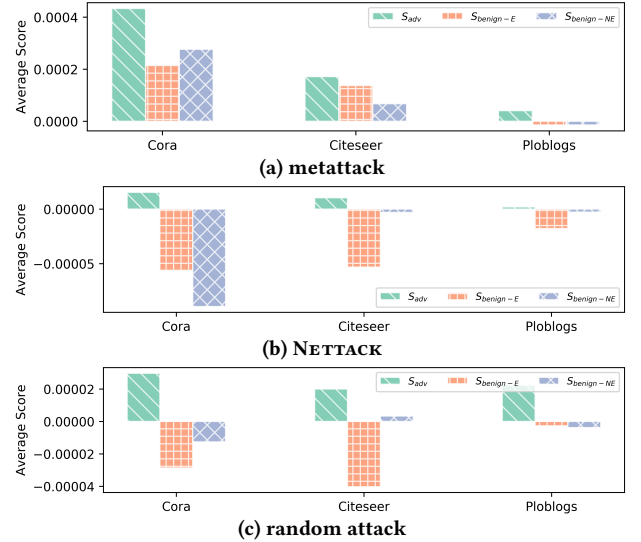 0.0004
0.0002
0.0000
Average Score
S_adv S_benign−E S_benign−NE
Cora Citeseer Ploblogs
(a) metattack
0.00000
−0.00005
Average Score
S_adv S_benign−E S_benign−NE
Cora Citeseer Ploblogs
(b) NETTACK
0.00002
0.00000
−0.00002
−0.00004
Average Score
S_adv S_benign−E S_benign−NE
Cora Citeseer Ploblogs
(c) random attack